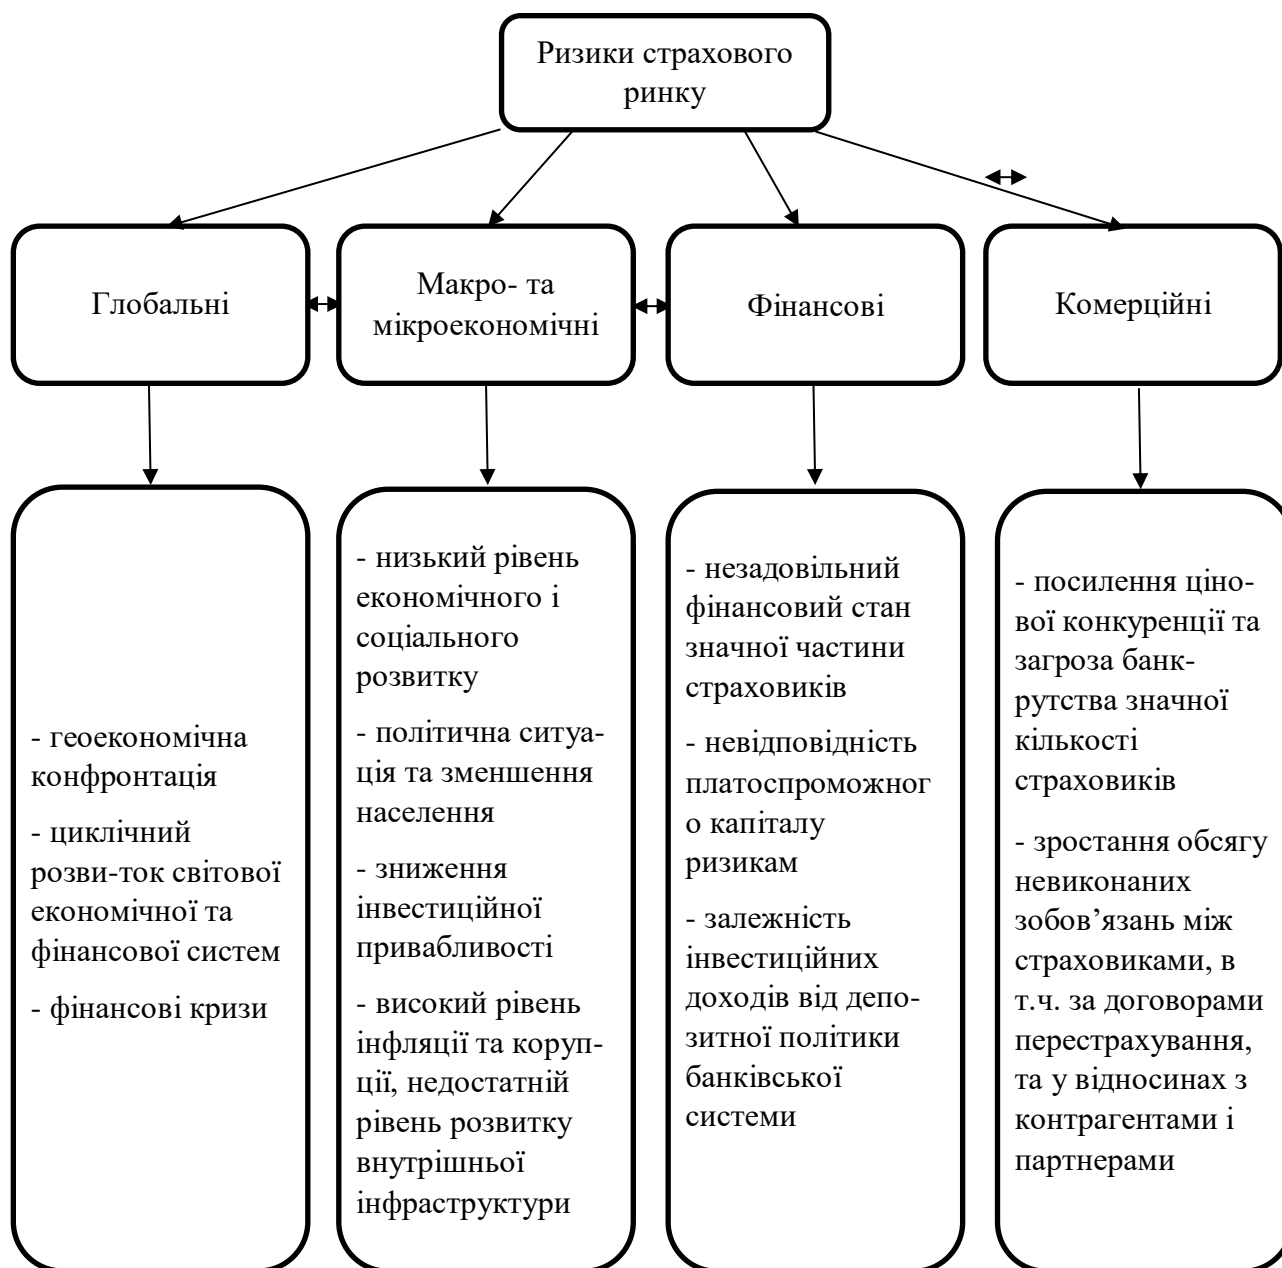 Ризики страхового
ринку
Глобальні
Макро- та
мікроекономічні
Фінансові
Комерційні
- геоекономічна
конфронтація
- циклічний
розви-ток світової
економічної та
фінансової систем
- фінансові кризи
- низький рівень
економічного і
соціального
розвитку
- політична ситуа-
ція та зменшення
населення
- зниження
інвестиційної
привабливості
- високий рівень
інфляції та коруп-
ції, недостатній
рівень розвитку
внутрішньої
інфраструктури
- незадовільний
фінансовий стан
значної частини
страховиків
- невідповідність
платоспроможног
о капіталу
ризикам
- залежність
інвестиційних
доходів від депо-
зитної політики
банківської
системи
- посилення ціно-
вої конкуренції та
загроза банк-
рутства значної
кількості
страховиків
- зростання обсягу
невиконаних
зобов’язань між
страховиками, в
т.ч. за договорами
перестрахування,
та у відносинах з
контрагентами і
партнерами